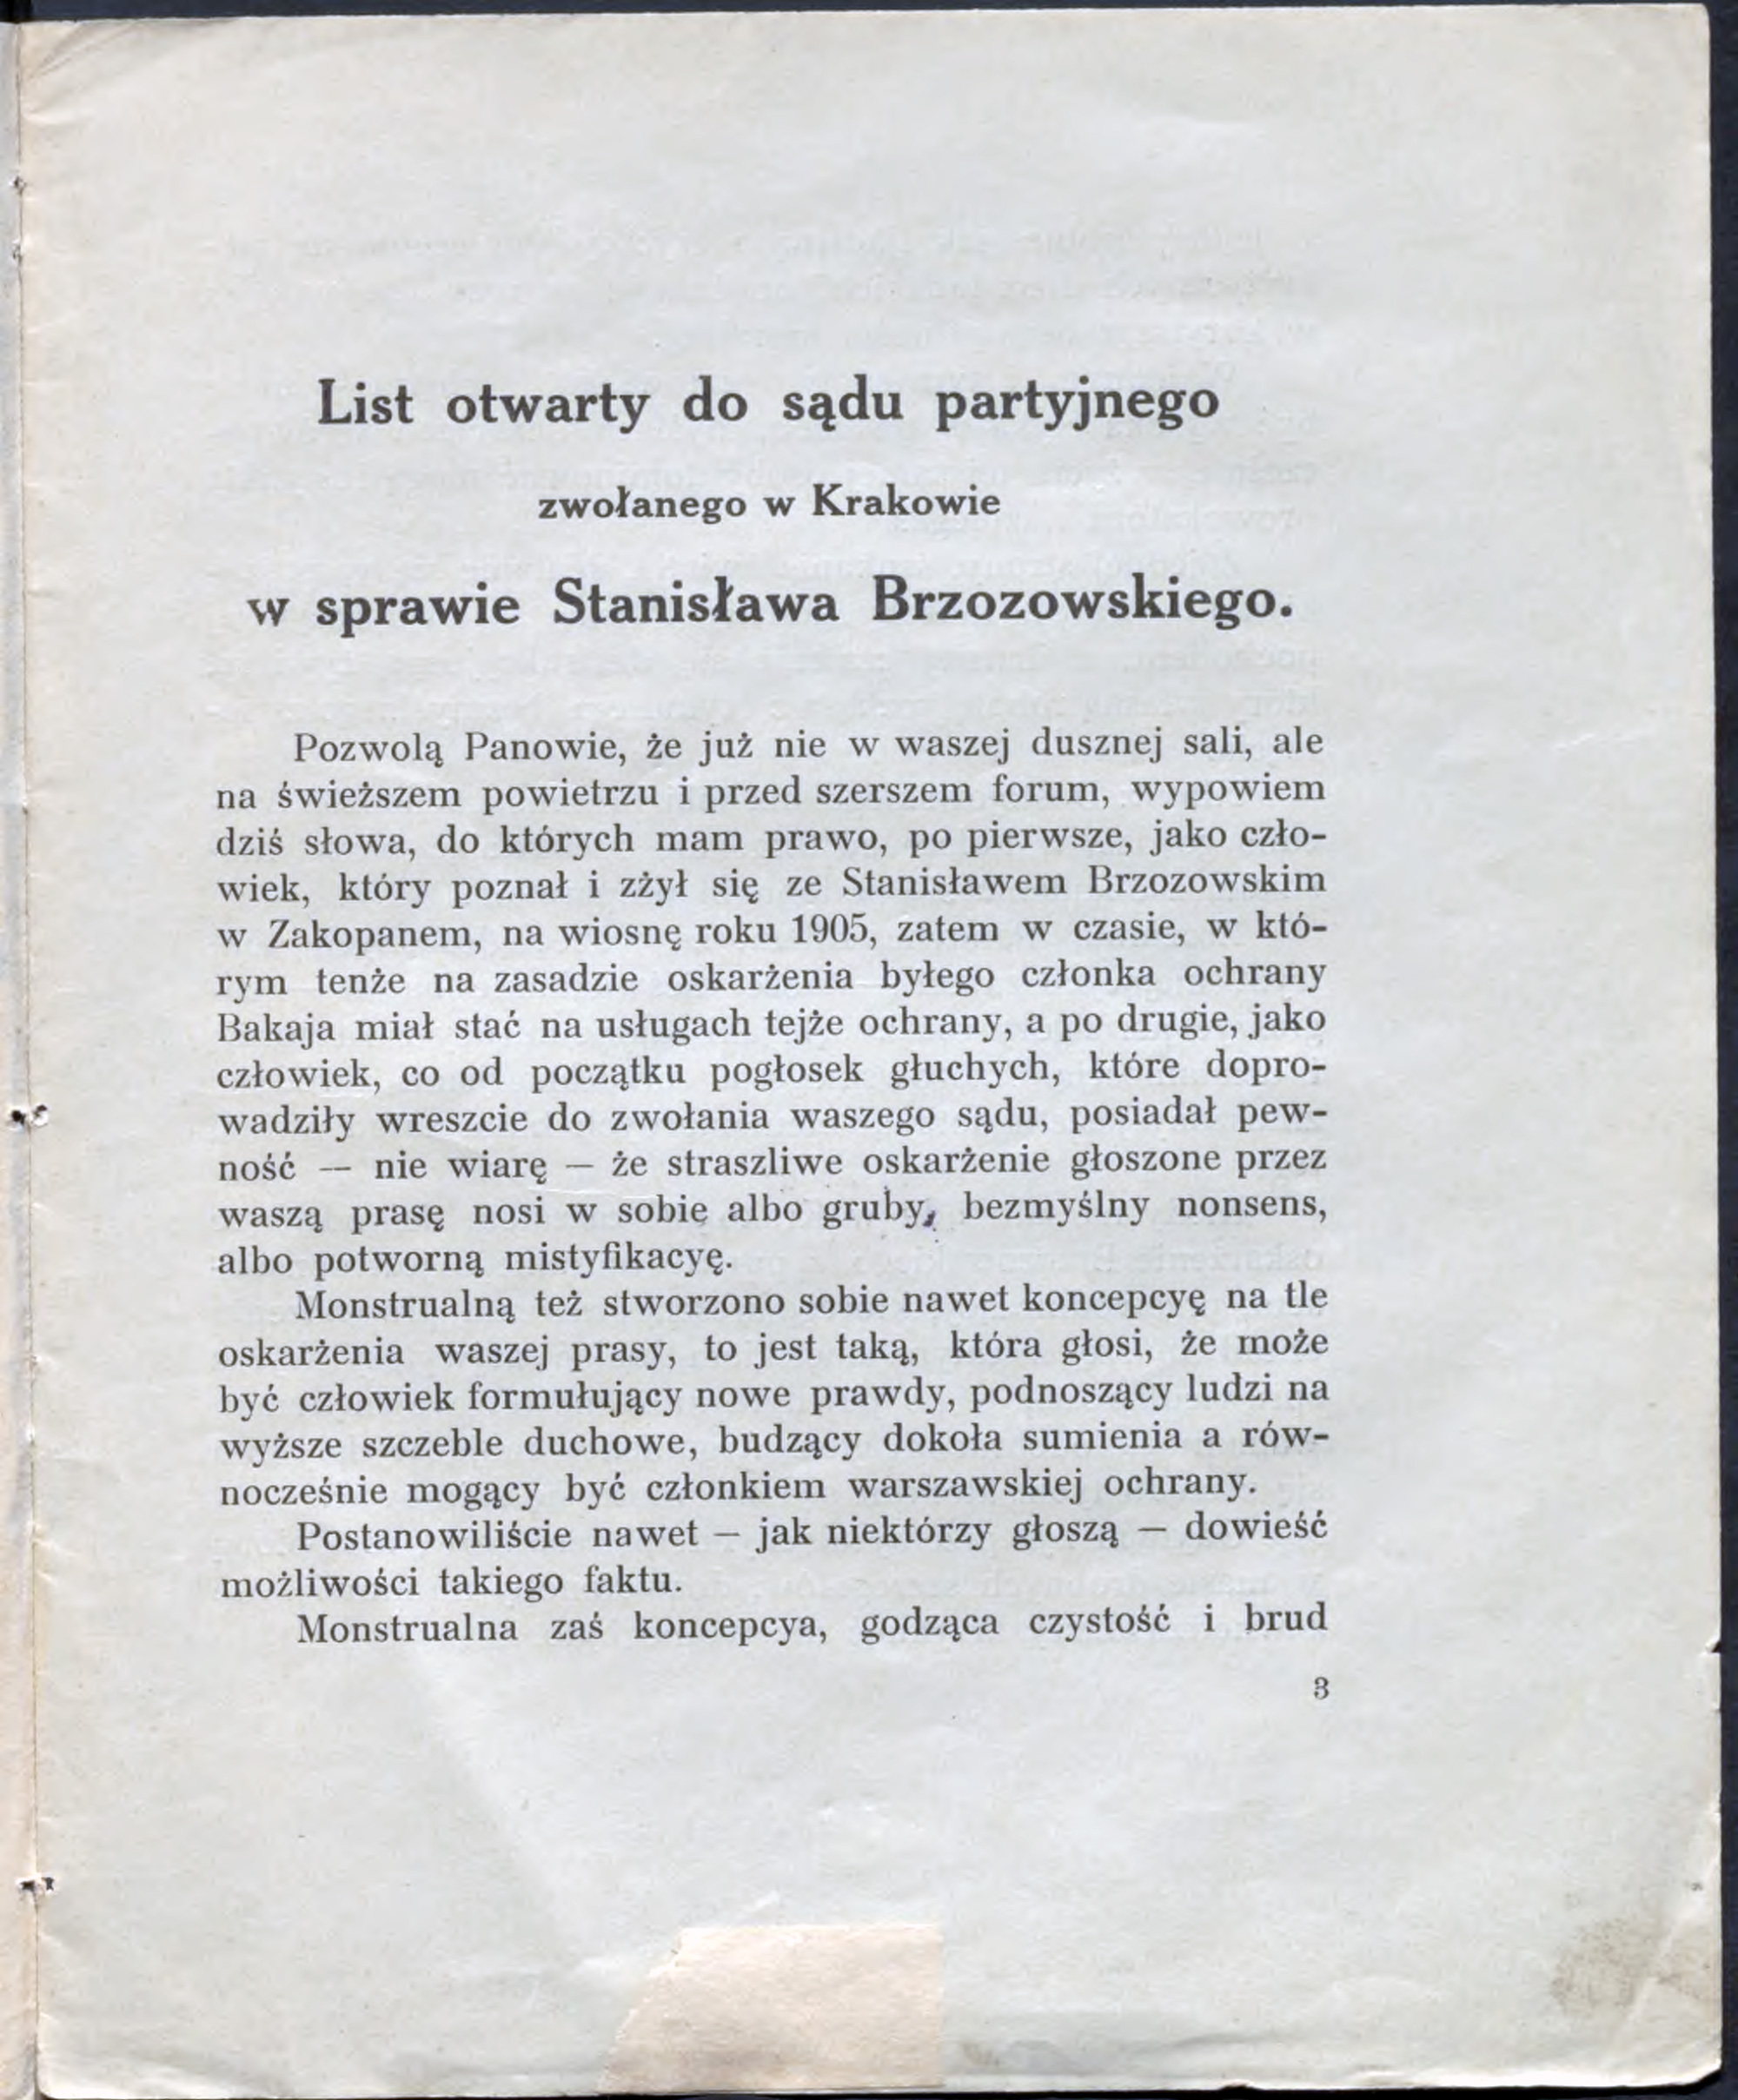 List otwarty do sądu partyjnego
zwołanego w Krakowie
w sprawie Stanisława Brzozowskiego.
Pozwolą Panowie, że już nie w waszej dusznej sali, ale
na świeższem powietrzu i przed szerszem forum, wypowiem
dziś słowa, do których mam prawo, po pierwsze, jako czło-
wiek, który poznał i zżył się ze Stanisławem Brzozowskim
w Zakopanem, na wiosnę roku 1905, zatem w czasie, w któ-
rym tenże na zasadzie oskarżenia byłego członka ochrany
Bakaja miał stać na usługach tejże ochrany, a po drugie, jako
człowiek, co od początku pogłosek głuchych, które dopro-
wadziły wreszcie do zwołania waszego sądu, posiadał pew-
ność — nie wiarę — że straszliwe oskarżenie głoszone przez
waszą prasę nosi w sobie albo gruby, bezmyślny nonsens,
albo potworną mistyfikacyę.
Monstrualną też stworzono sobie nawet koncepcyę na tle
oskarżenia waszej prasy, to jest taką, która głosi, że może
być człowiek formułujący nowe prawdy, podnoszący ludzi na
wyższe szczeble duchowe, budzący dokoła sumienia a rów-
nocześnie mogący być członkiem warszawskiej ochrany.
Postanowiliście nawet — jak niektórzy głoszą — dowieść
możliwości takiego faktu.
Monstrualna zaś koncepcya, godząca czystość i brud
3